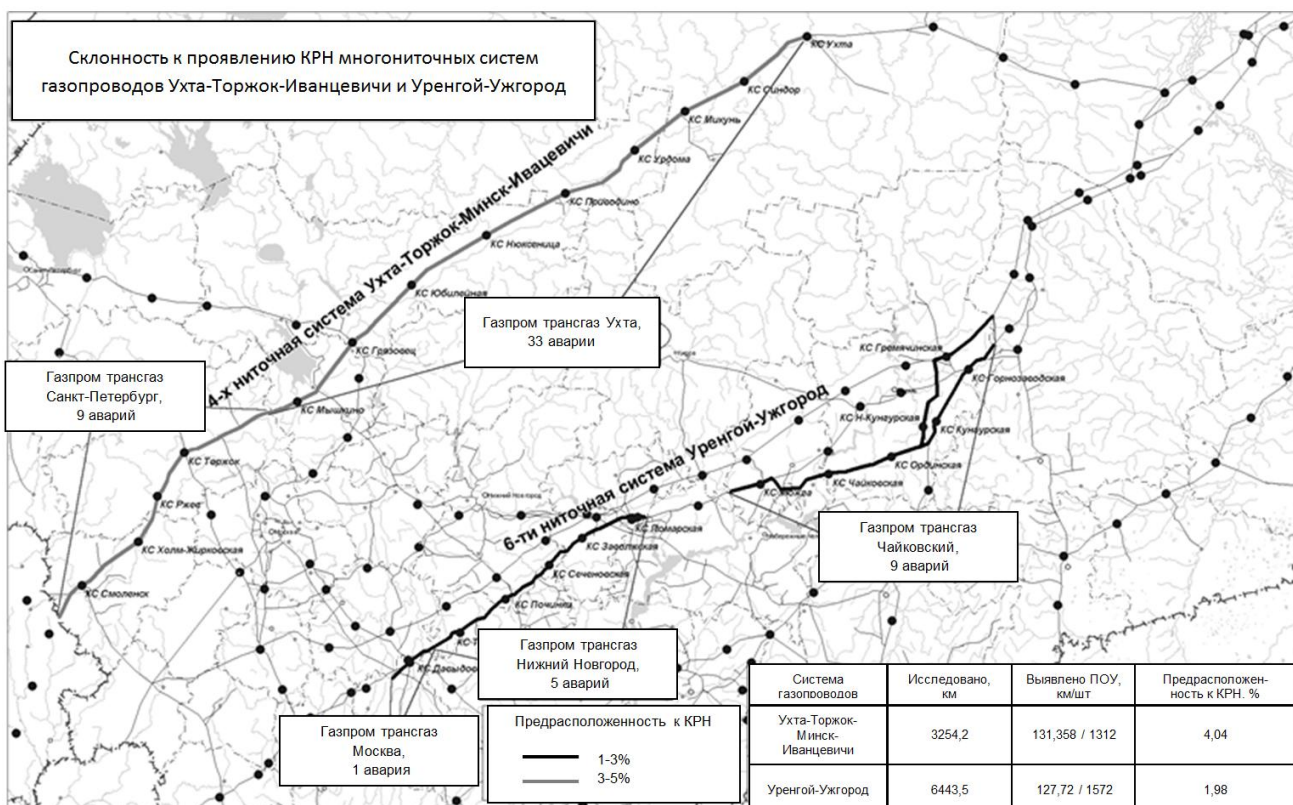 Склонность к проявлению КРН многониточных систем
газопроводов Ухта-Торжок-Иванцевичи и Уренгой-Ужгород
КС Ухта
КС Синдор
КС Микунь
КС Урдома
КС Приводино
КС Нюксеница
КС Юбилейная
КС Грязовец
КС Мышкино
КС Торжок
КС Ржев
КС Холм-Жирковская
КС Смоленск
4-х ниточная система Ухта-Торжок-Минск-Ивацевичи
Газпром трансгаз Ухта,
33 аварии
Газпром трансгаз
Санкт-Петербург,
9 аварий
КС Гремячинская
КС Горнозаводская
КС Н-Кунгурская
КС Кунгурская
КС Ординская
КС Чайковская
КС Можга
6-ти ниточная система Уренгой-Ужгород
КС Помарская
КС Заволжская
КС Сеченовская
КС Починки
Газпром трансгаз
Чайковский,
9 аварий
Газпром трансгаз
Нижний Новгород,
5 аварий
Газпром трансгаз
Москва,
1 авария
Предрасположенность к КРН
1-3%
3-5%
Система газопроводов Исследовано, км Выявлено ПОУ, км/шт Предрасположен-ность к КРН. %
Ухта-Торжок-Минск-Иванцевичи 3254,2 131,358 / 1312 4,04
Уренгой-Ужгород 6443,5 127,72 / 1572 1,98